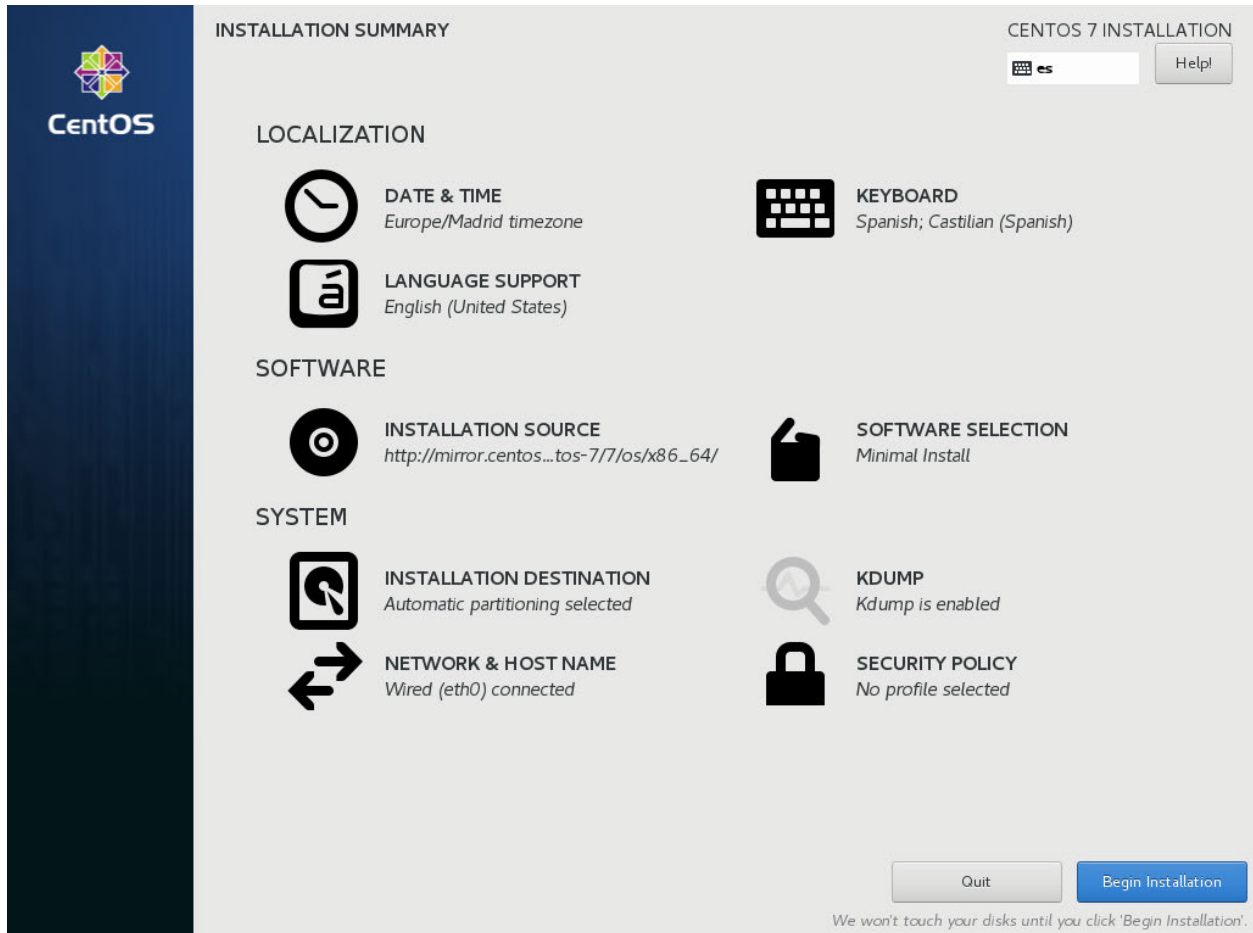 INSTALLATION SUMMARY
CENTOS 7 INSTALLATION
es
Help!
CentOS
LOCALIZATION
DATE & TIME
Europe/Madrid timezone
KEYBOARD
Spanish; Castilian (Spanish)
á
LANGUAGE SUPPORT
English (United States)
SOFTWARE
INSTALLATION SOURCE
http://mirror.centos...tos-7/7/os/x86_64/
SOFTWARE SELECTION
Minimal Install
SYSTEM
INSTALLATION DESTINATION
Automatic partitioning selected
KDUMP
Kdump is enabled
NETWORK & HOST NAME
Wired (eth0) connected
SECURITY POLICY
No profile selected
Quit
Begin Installation
We won't touch your disks until you click 'Begin Installation'.